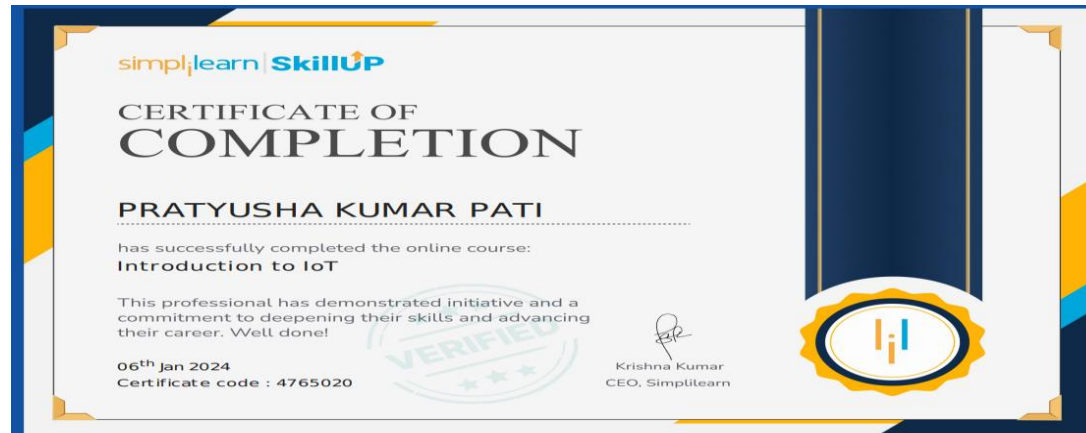 simplilearn | SkillUP
CERTIFICATE OF
COMPLETION
PRATYUSHA KUMAR PATI
has successfully completed the online course:
Introduction to IoT
This professional has demonstrated initiative and a
commitment to deepening their skills and advancing
their career. Well done!
VERIFIED
06th Jan 2024
Certificate code : 4765020
Krishna Kumar
CEO, Simplilearn